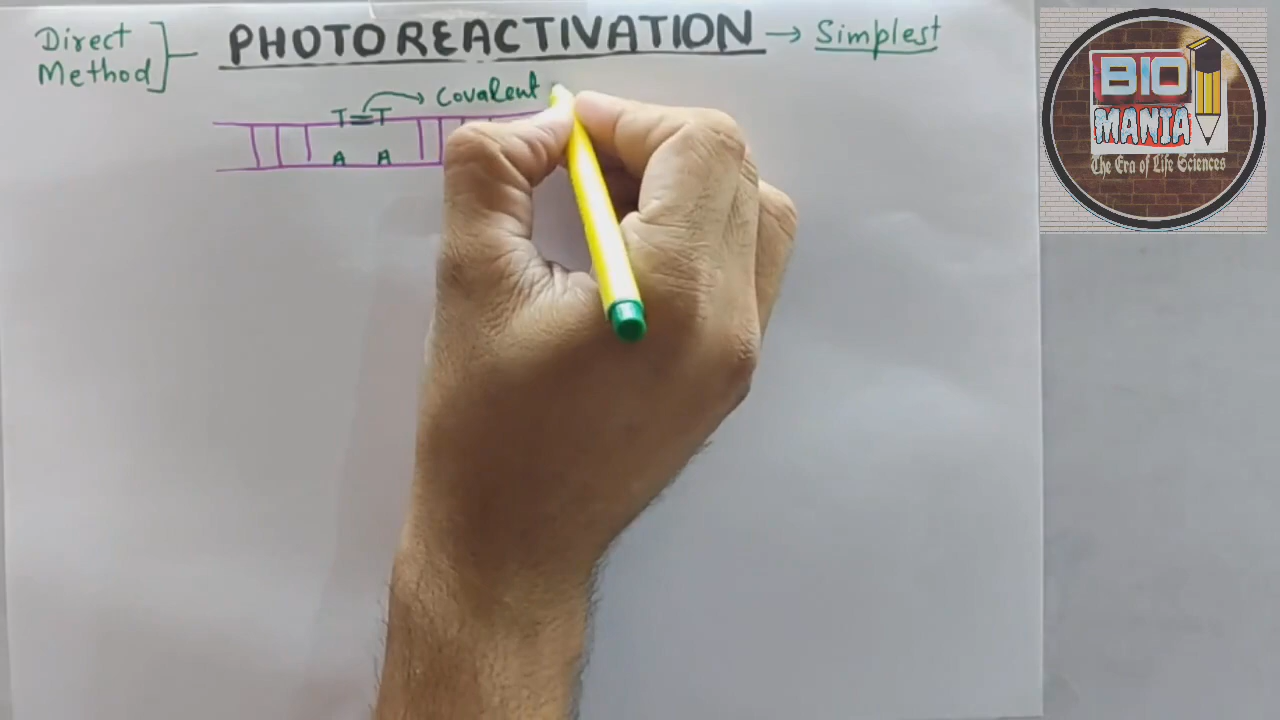 Direct
Method
PHOTOREACTIVATION → Simplest
T=T → Covalent
A A
BIO
MANIA
The Era of Life Sciences